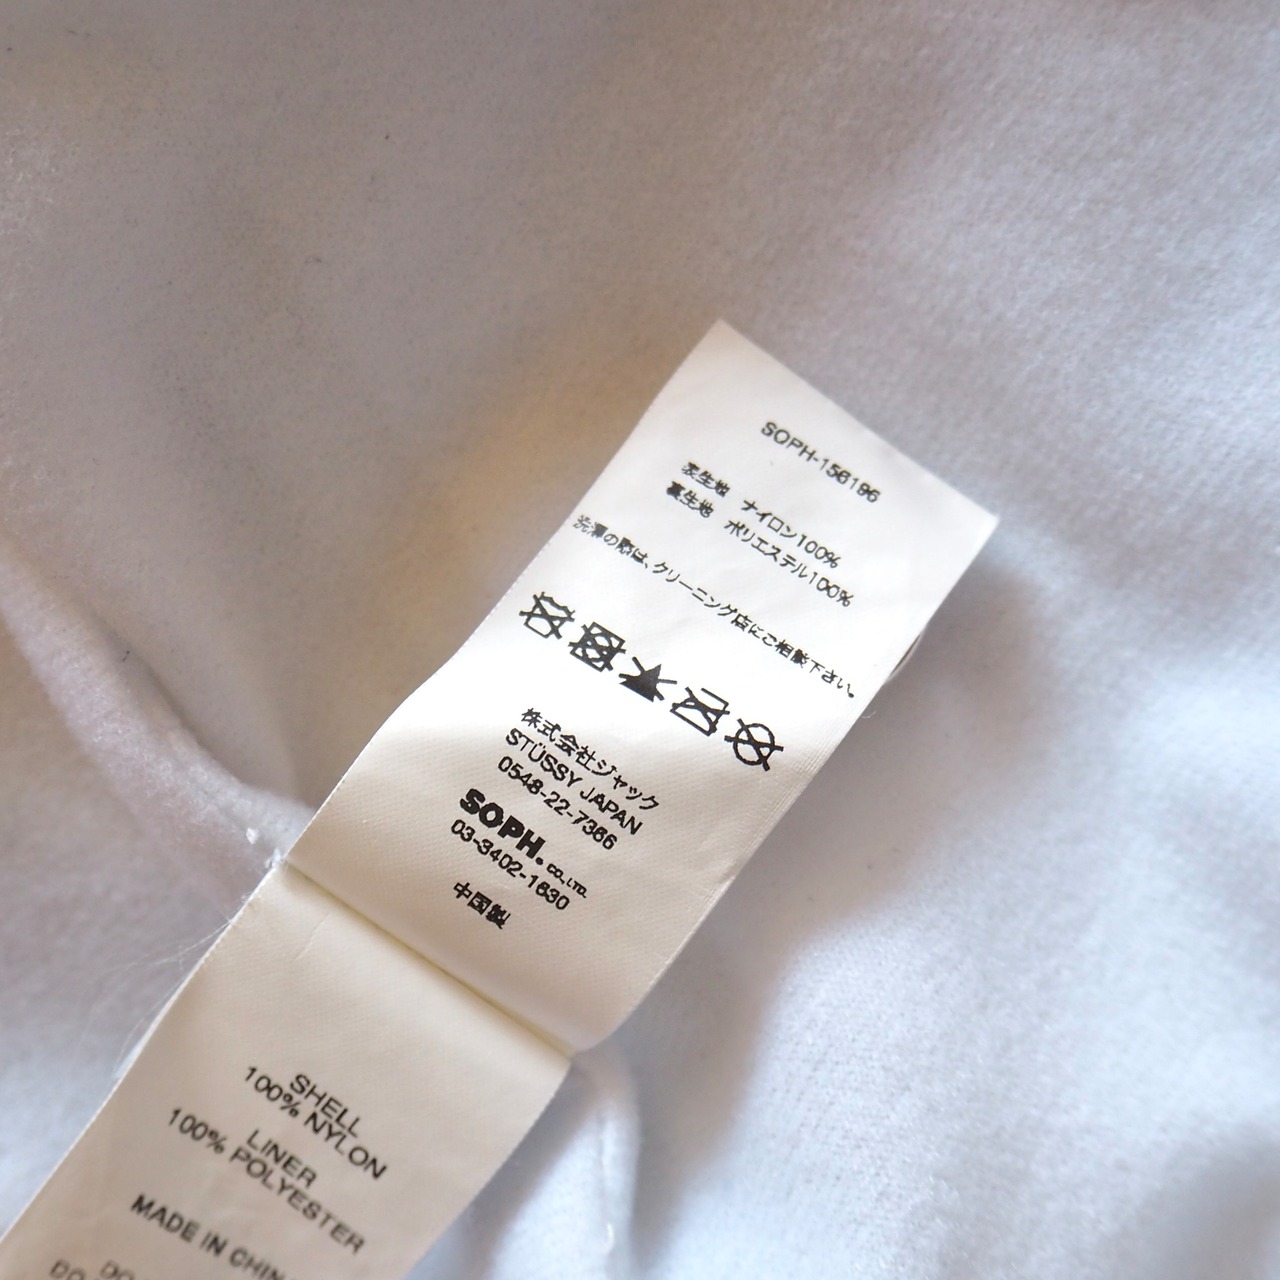 SOPH-156196
表生地 ナイロン100%
裏生地 ポリエステル100%
洗濯の際は、クリーニング店にご相談下さい。
株式会社ジャック
STÜSSY JAPAN
0548-22-7366
SOPH. CO.,LTD.
03-3402-1630
中国製
SHELL
100% NYLON
LINER
100% POLYESTER
MADE IN CHINA
DO
DO